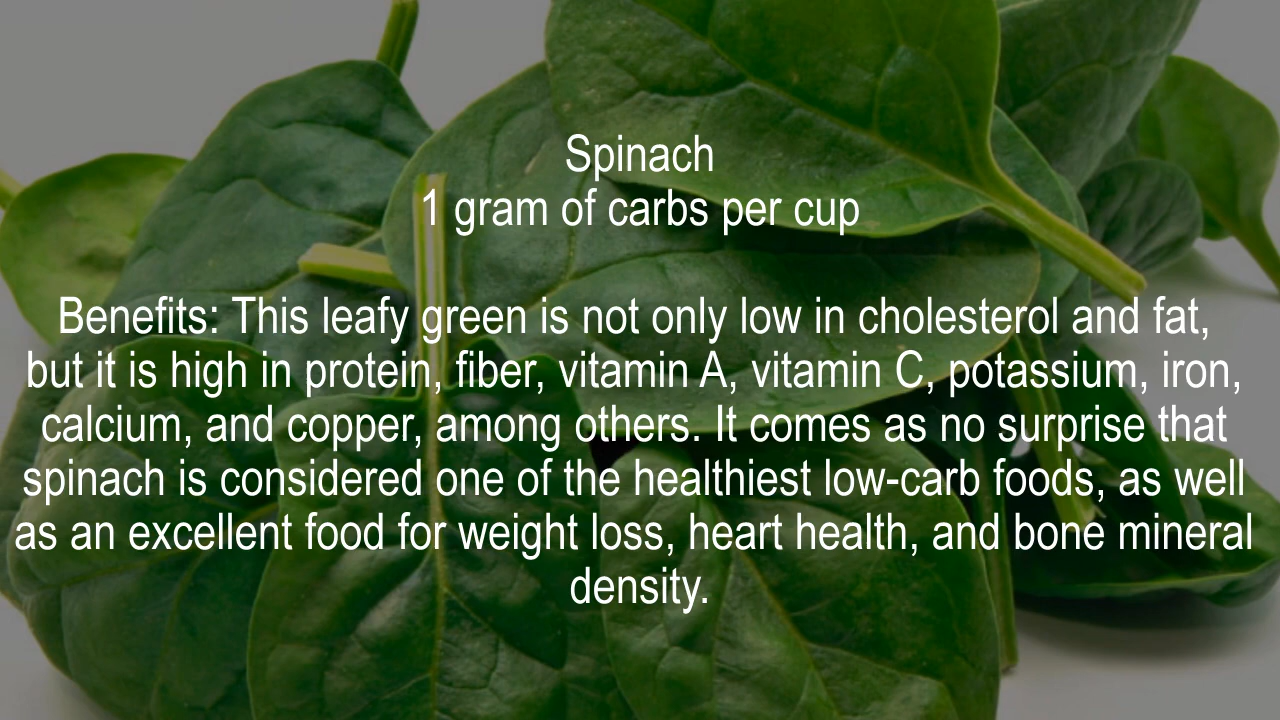 Spinach
1 gram of carbs per cup
Benefits: This leafy green is not only low in cholesterol and fat,
but it is high in protein, fiber, vitamin A, vitamin C, potassium, iron,
calcium, and copper, among others. It comes as no surprise that
spinach is considered one of the healthiest low-carb foods, as well
as an excellent food for weight loss, heart health, and bone mineral
density.